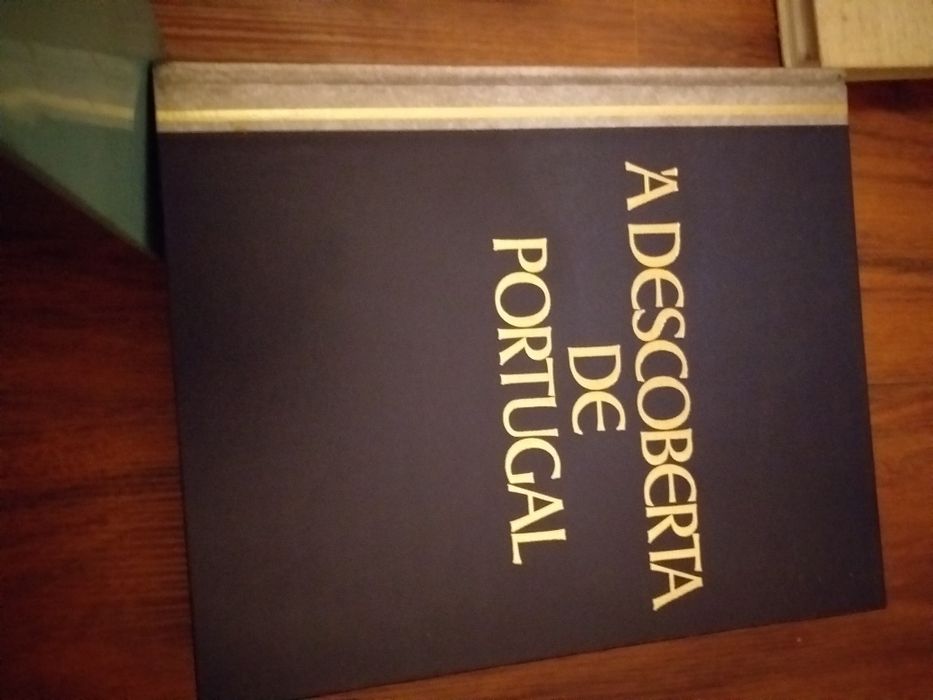 À DESCOBERTA
DE
PORTUGAL